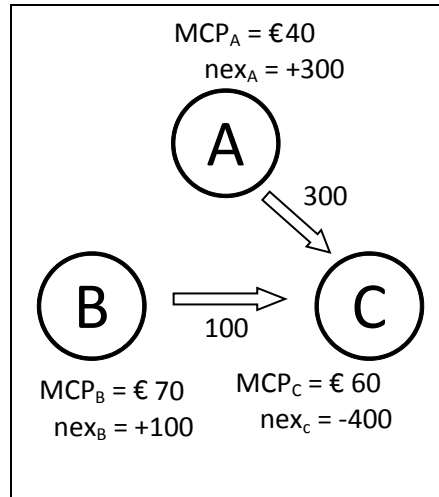 MCP_A = €40
nex_A = +300
A
300
B
100
C
MCP_B = € 70
nex_B = +100
MCP_C = € 60
nex_c = -400